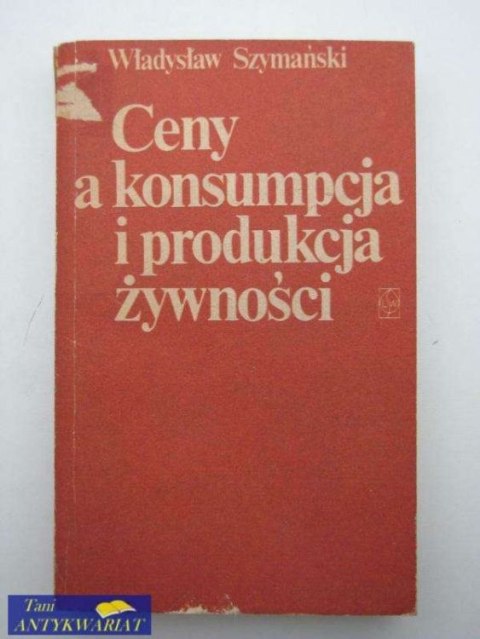 Władysław Szymański
Ceny
a konsumpcja
i produkcja
żywności
Tani
ANTYKWARIAT